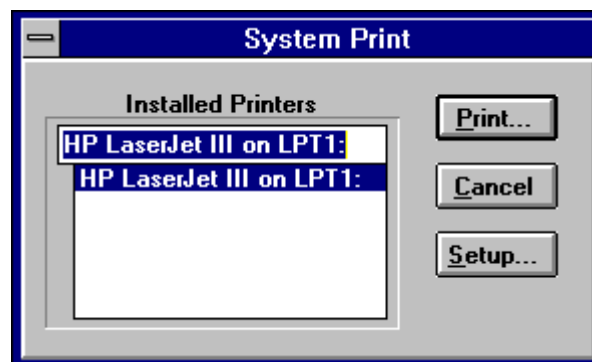 System Print
Installed Printers
HP LaserJet III on LPT1:
HP LaserJet III on LPT1:
Print...
Cancel
Setup...